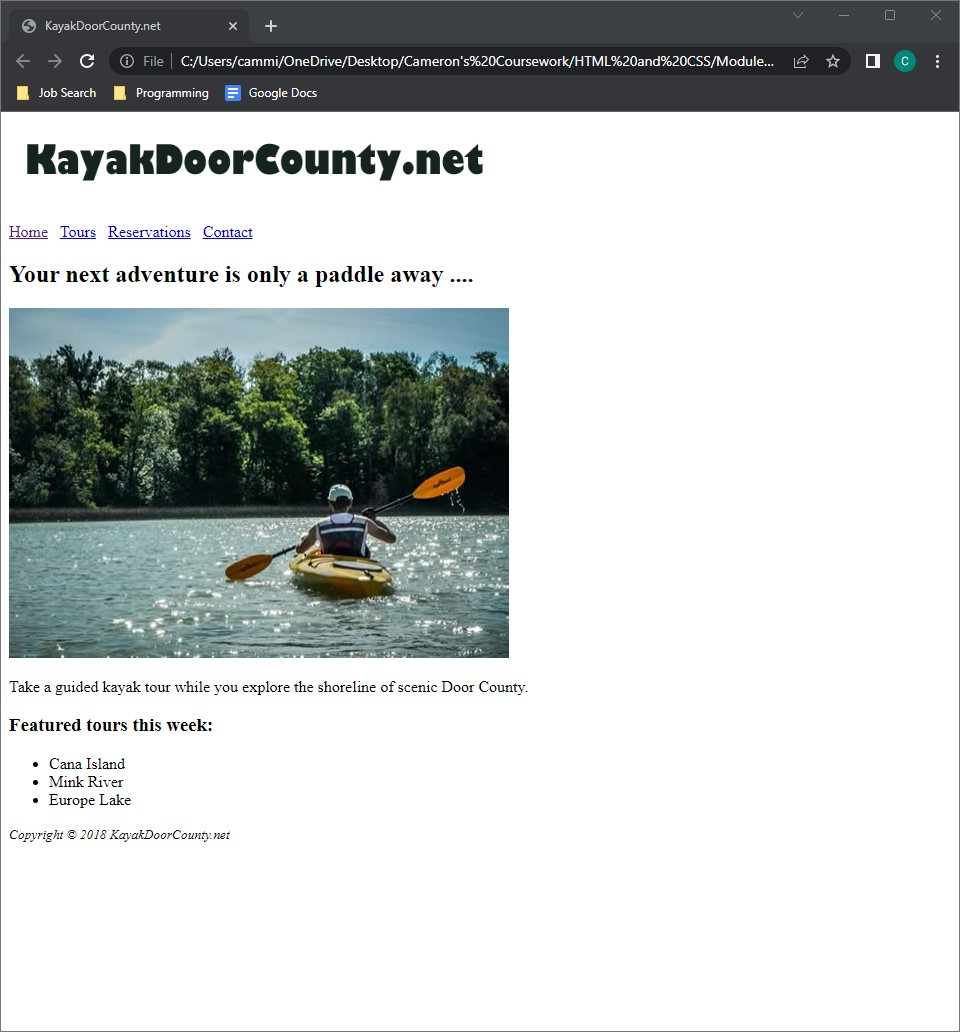 KayakDoorCounty.net
File
C:/Users/cammi/OneDrive/Desktop/Cameron's%20Coursework/HTML%20and%20CSS/Module...
C
Job Search Programming Google Docs
KayakDoorCounty.net
Home Tours Reservations Contact
Your next adventure is only a paddle away ....
Take a guided kayak tour while you explore the shoreline of scenic Door County.
Featured tours this week:
• Cana Island
• Mink River
• Europe Lake
Copyright © 2018 KayakDoorCounty.net